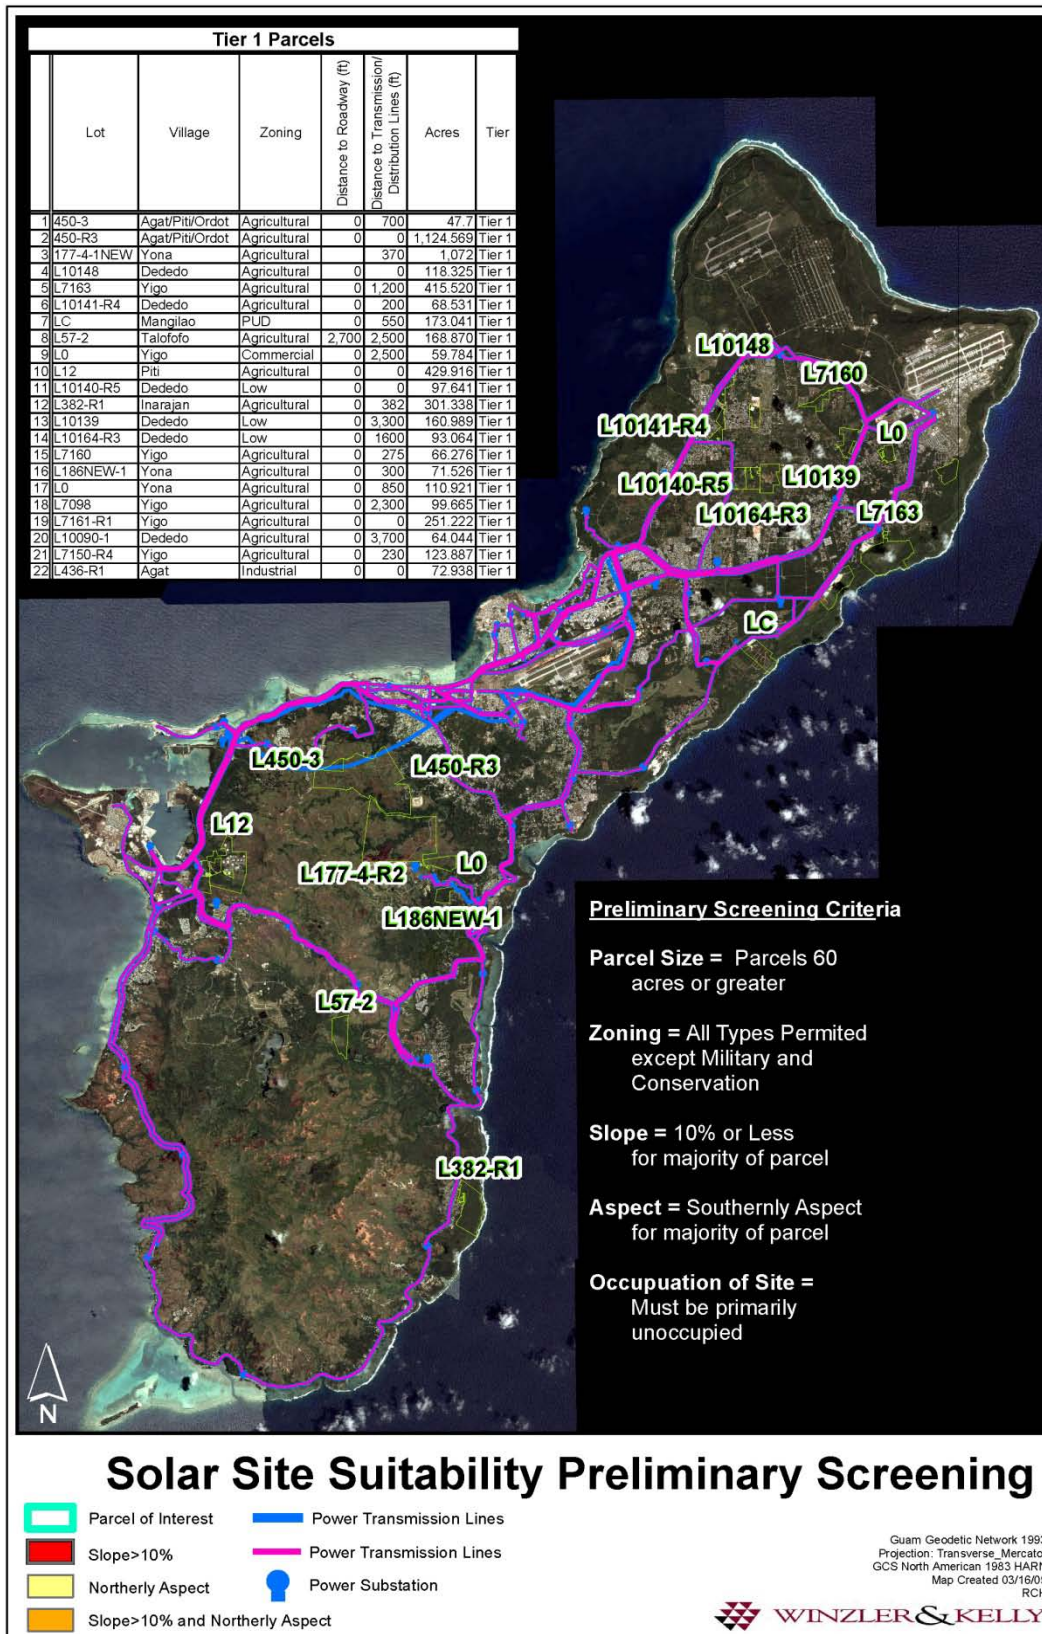 Tier 1 Parcels
Lot Village Zoning Distance to Roadway (ft) Distance to Transmission/ Distribution Lines (ft) Acres Tier
1 450-3 Agat/Piti/Ordot Agricultural 0 700 47.7 Tier 1
2 450-R3 Agat/Piti/Ordot Agricultural 0 0 1,124.569 Tier 1
3 177-4-1NEW Yona Agricultural 370 1,072 Tier 1
4 L10148 Dededo Agricultural 0 0 118.325 Tier 1
5 L7163 Yigo Agricultural 0 1,200 415.520 Tier 1
6 L10141-R4 Dededo Agricultural 0 200 68.531 Tier 1
7 LC Mangilao PUD 0 550 173.041 Tier 1
8 L57-2 Talofofo Agricultural 2,700 2,500 168.870 Tier 1
9 L0 Yigo Commercial 0 2,500 59.784 Tier 1
10 L12 Piti 0 0 429.916 Tier 1
11 L10140-R5 Dededo Low 0 0 97.641 Tier 1
12 L382-R1 Inarajan Agricultural 0 382 301.338 Tier 1
13 L10139 Dededo Low 0 3,300 160.989 Tier 1
14 L10164-R3 Dededo Low 0 1600 93.064 Tier 1
15 L7160 Yigo Agricultural 0 275 66.276 Tier 1
16 L186NEW-1 Yona Agricultural 0 300 71.526 Tier 1
17 L0 Yona Agricultural 0 850 110.921 Tier 1
18 L7098 Yigo Agricultural 0 2,300 99.665 Tier 1
19 L7161-R1 Yigo Agricultural 0 0 251.222 Tier 1
20 L10090-1 Dededo Agricultural 0 3,700 64.044 Tier 1
21 L7150-R4 Yigo Agricultural 0 230 123.887 Tier 1
22 L436-R1 Agat Industrial 0 0 72.938 Tier 1
L10148
L7160
L10141-R4
L0
L10140-R5
L10139
L10164-R3
L7163
LC
L450-3
L450-R3
L12
L177-4-R2
L0
L186NEW-1
L57-2
L382-R1
Preliminary Screening Criteria
Parcel Size = Parcels 60
acres or greater
Zoning = All Types Permited
except Military and
Conservation
Slope = 10% or Less
for majority of parcel
Aspect = Southernly Aspect
for majority of parcel
Occupuation of Site =
Must be primarily
unoccupied
N
Solar Site Suitability Preliminary Screening
Parcel of Interest
Slope>10%
Northerly Aspect
Slope>10% and Northerly Aspect
Power Transmission Lines
Power Transmission Lines
Power Substation
Guam Geodetic Network 1993
Projection: Transverse_Mercato
GCS North American 1983 HARN
Map Created 03/16/09
RCH
WINZLER & KELLY